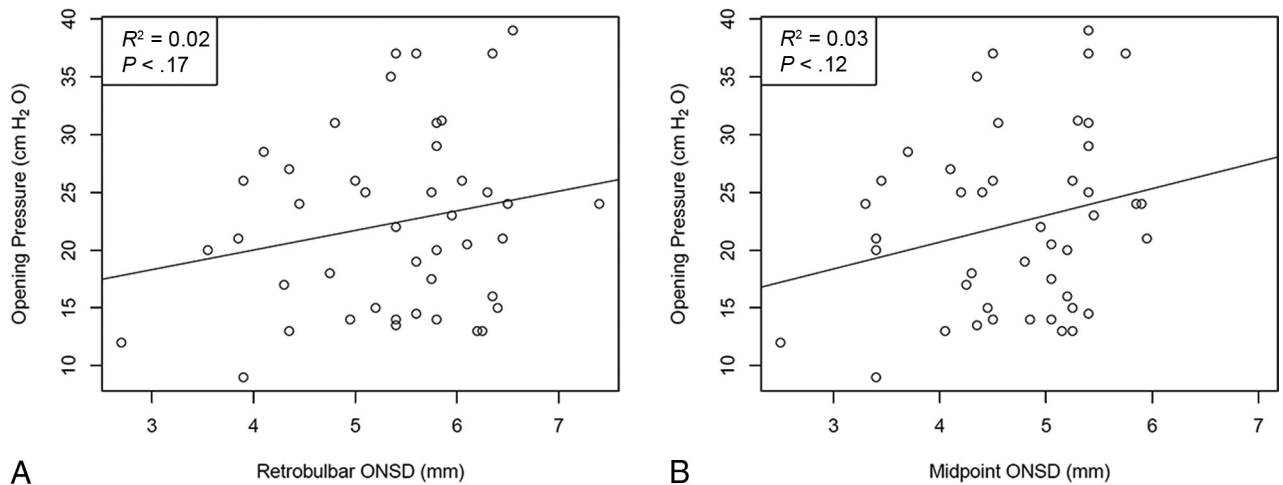 R² = 0.02
P < .17
40
35
30
25
20
15
10
Opening Pressure (cm H₂ O)
3 4 5 6 7
Retrobulbar ONSD (mm)
A
R² = 0.03
P < .12
40
35
30
25
20
15
10
Opening Pressure (cm H₂ O)
3 4 5 6 7
Midpoint ONSD (mm)
B